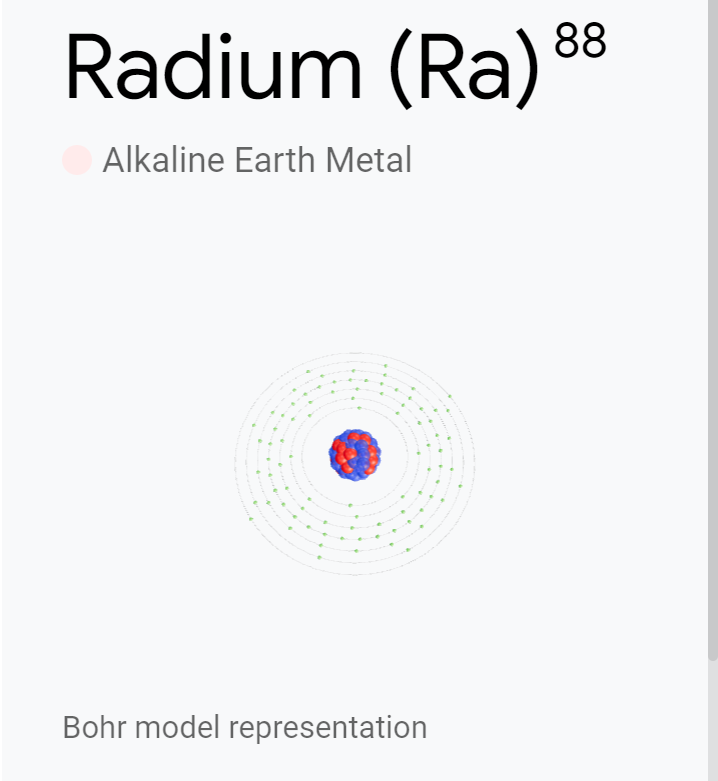 Radium (Ra) 88
Alkaline Earth Metal
Bohr model representation